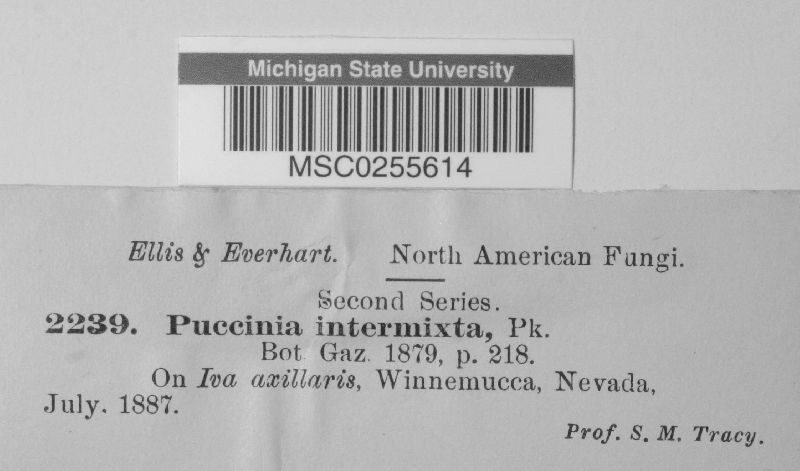 Michigan State University
MSC0255614
Ellis & Everhart. North American Fungi.
Second Series.
2239. Puccinia intermixta, Pk.
Bot. Gaz. 1879, p. 218.
On Iva axillaris, Winnemucca, Nevada,
July. 1887.
Prof. S. M. Tracy.